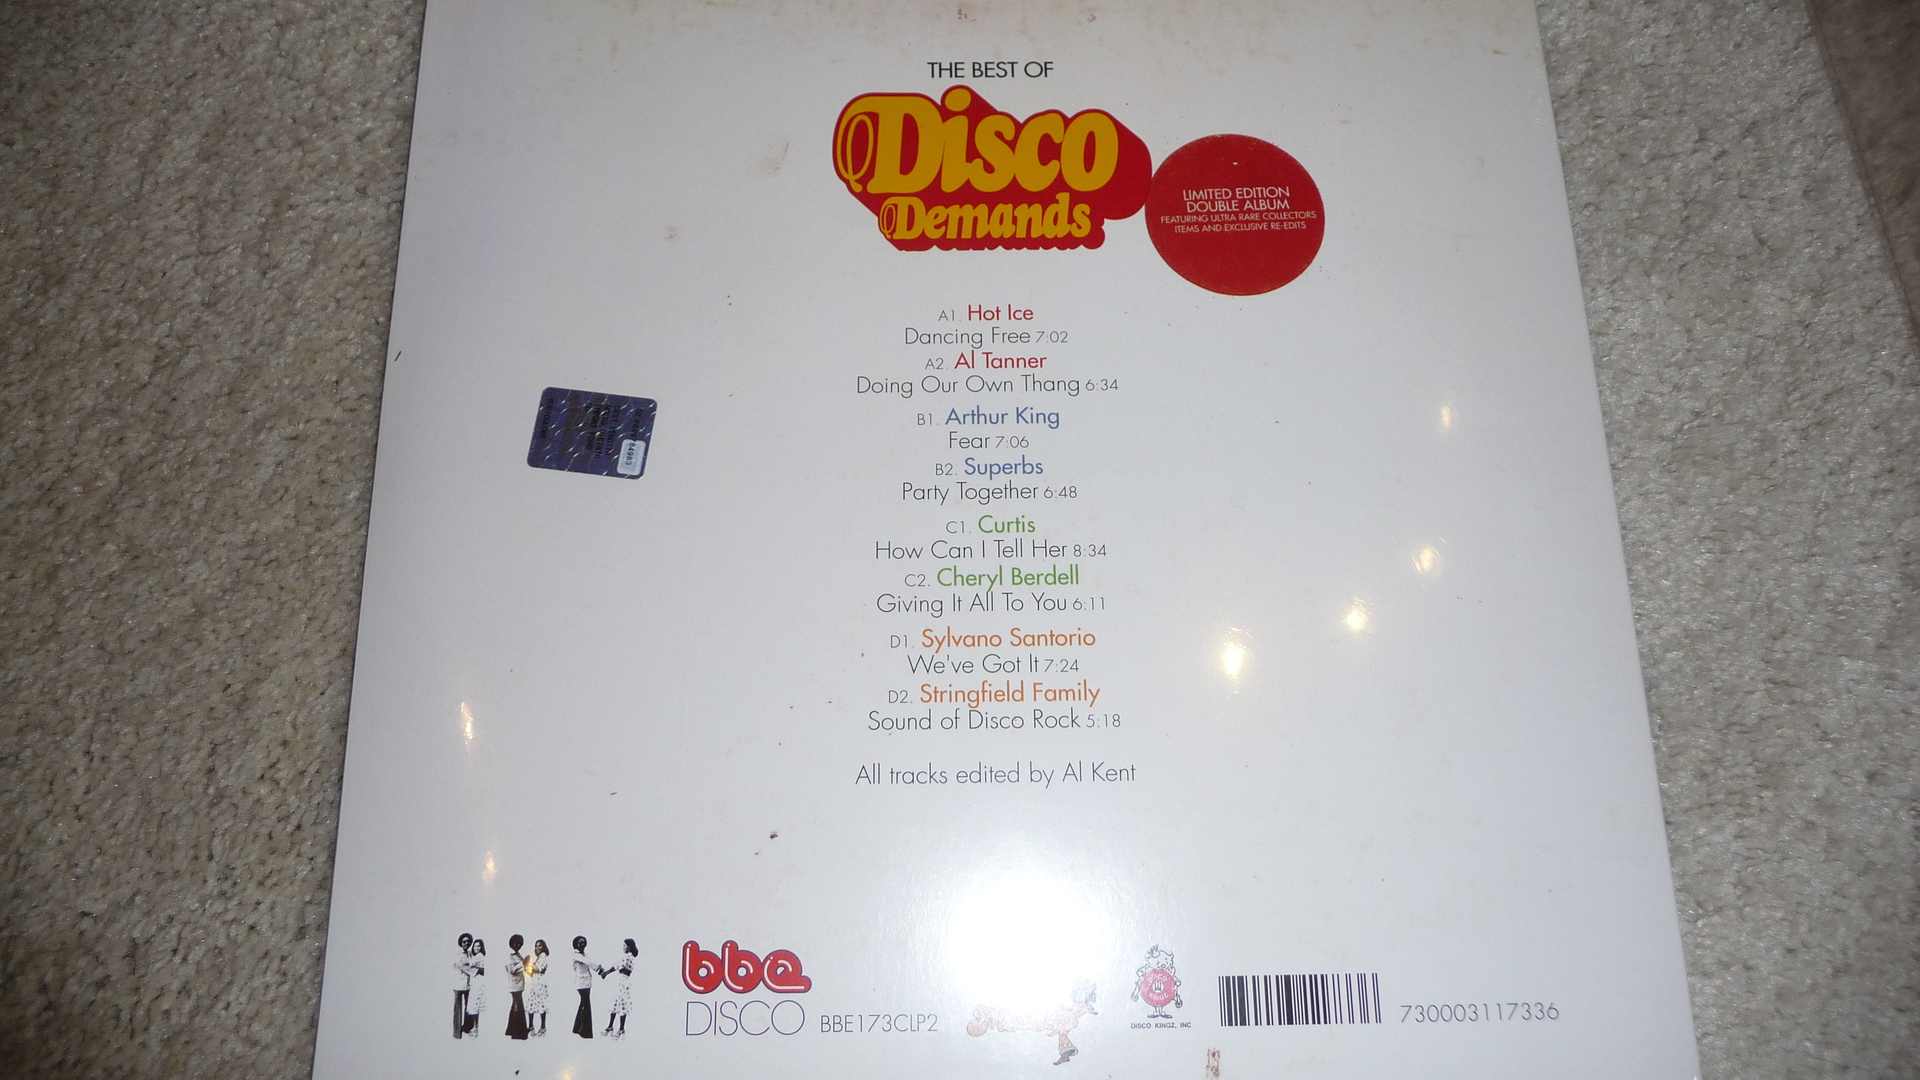 THE BEST OF
Disco
Demands
LIMITED EDITION
DOUBLE ALBUM
FEATURING ULTRA RARE COLLECTORS
ITEMS AND EXCLUSIVE RE-EDITS
A1. Hot Ice
Dancing Free 7:02
A2. Al Tanner
Doing Our Own Thang 6:34
B1. Arthur King
Fear 7:06
B2. Superbs
Party Together 6:48
C1. Curtis
How Can I Tell Her 8:34
C2. Cheryl Berdell
Giving It All To You 6:11
D1. Sylvano Santorio
We've Got It 7:24
D2. Stringfield Family
Sound of Disco Rock 5:18
All tracks edited by Al Kent
bbe
DISCO BBE173CLP2
DISCO KINGZ
DISCO KINGZ, INC
730003117336